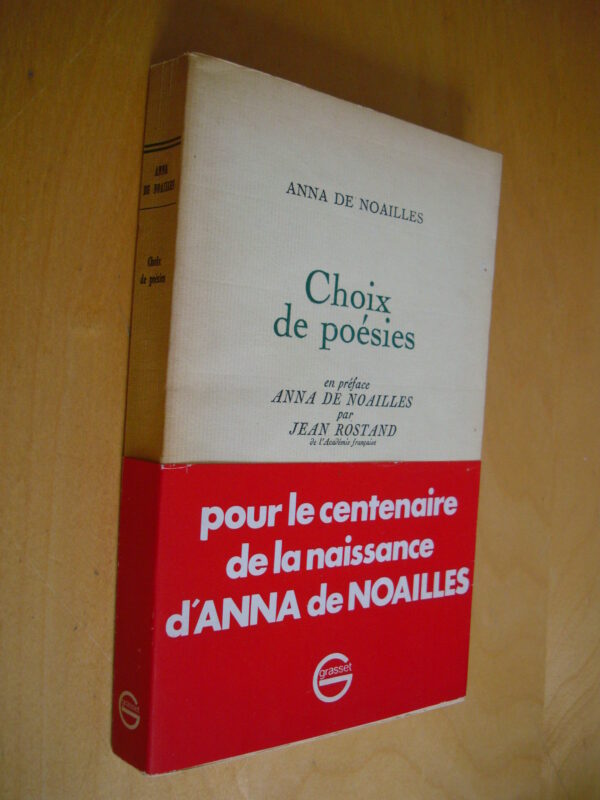 ANNA
DE NOAILLES
Choix
de poésies
ANNA DE NOAILLES
Choix
de poésies
en préface
ANNA DE NOAILLES
par
JEAN ROSTAND
de l'Académie française
pour le centenaire
de la naissance
d'ANNA de NOAILLES
grasset
grasset